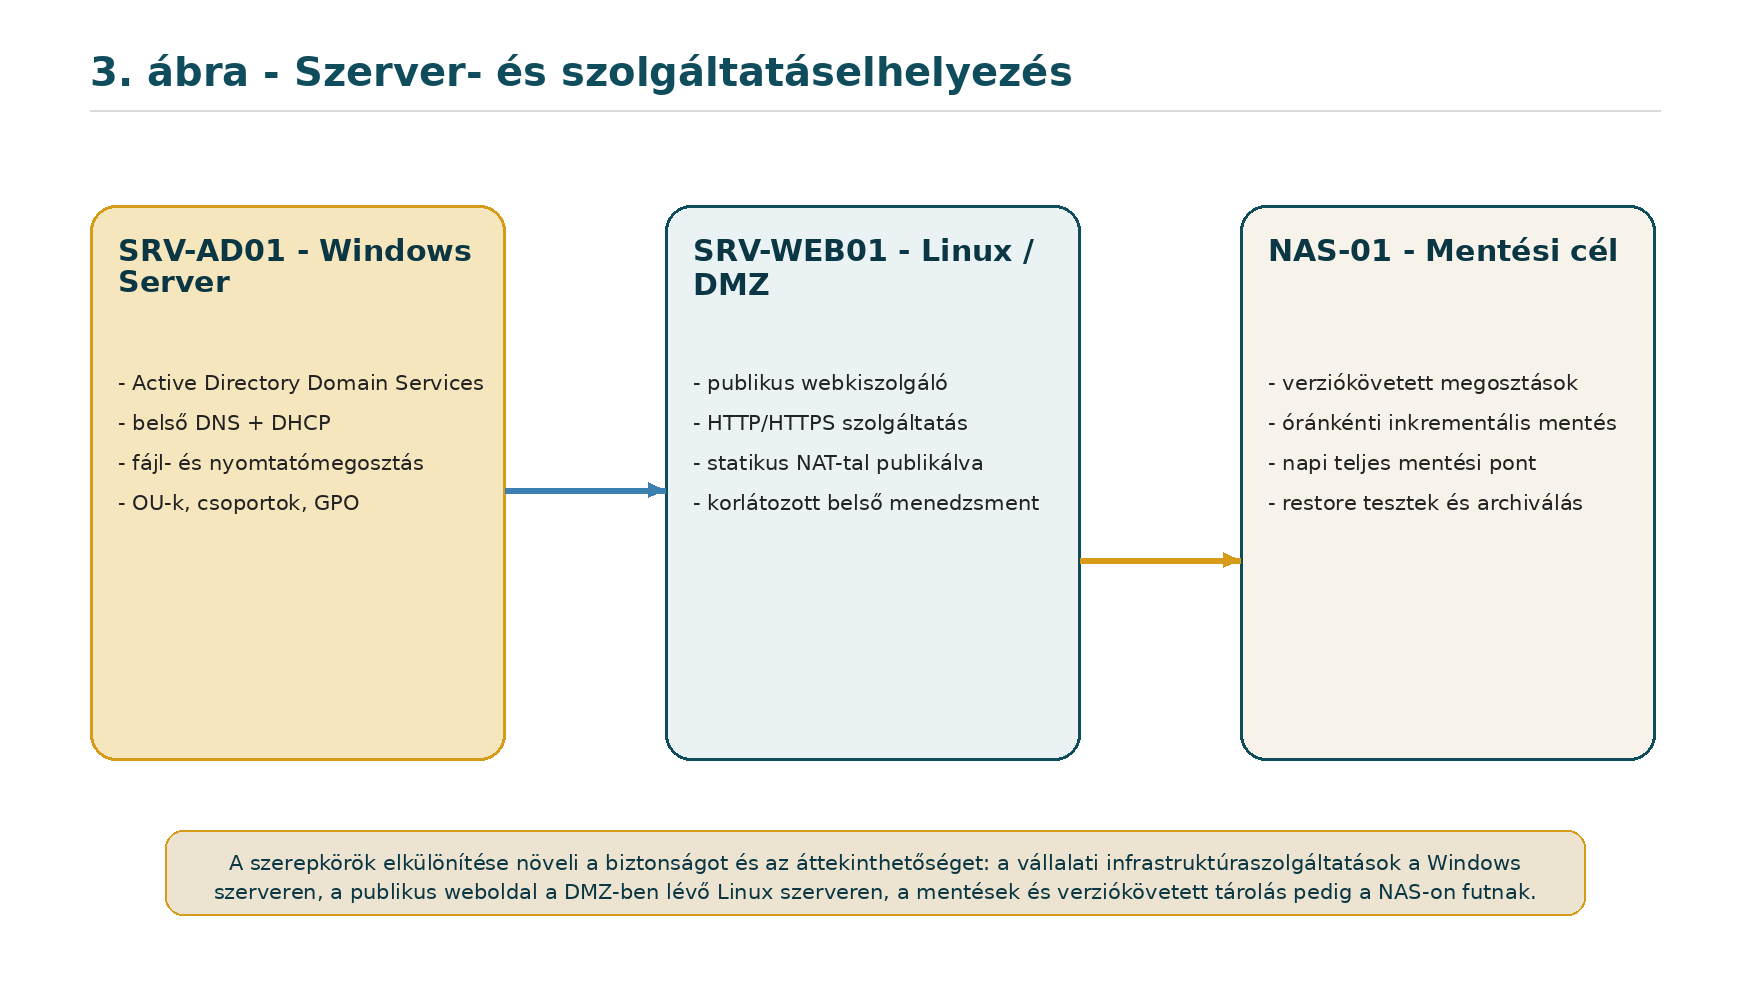 3. ábra - Szerver- és szolgáltatáselhelyezés
SRV-AD01 - Windows
Server
- Active Directory Domain Services
- belső DNS + DHCP
- fájl- és nyomtatómegosztás
- OU-k, csoportok, GPO
SRV-WEB01 - Linux /
DMZ
- publikus webkiszolgáló
- HTTP/HTTPS szolgáltatás
- statikus NAT-tal publikálva
- korlátozott belső menedzsment
NAS-01 - Mentési cél
- verziókövetett megosztások
- óránkénti inkrementális mentés
- napi teljes mentési pont
- restore tesztek és archiválás
A szerepkörök elkülönítése növeli a biztonságot és az áttekinthetőséget: a vállalati infrastruktúraszolgáltatások a Windows
szerveren, a publikus weboldal a DMZ-ben lévő Linux szerveren, a mentések és verziókövetett tárolás pedig a NAS-on futnak.